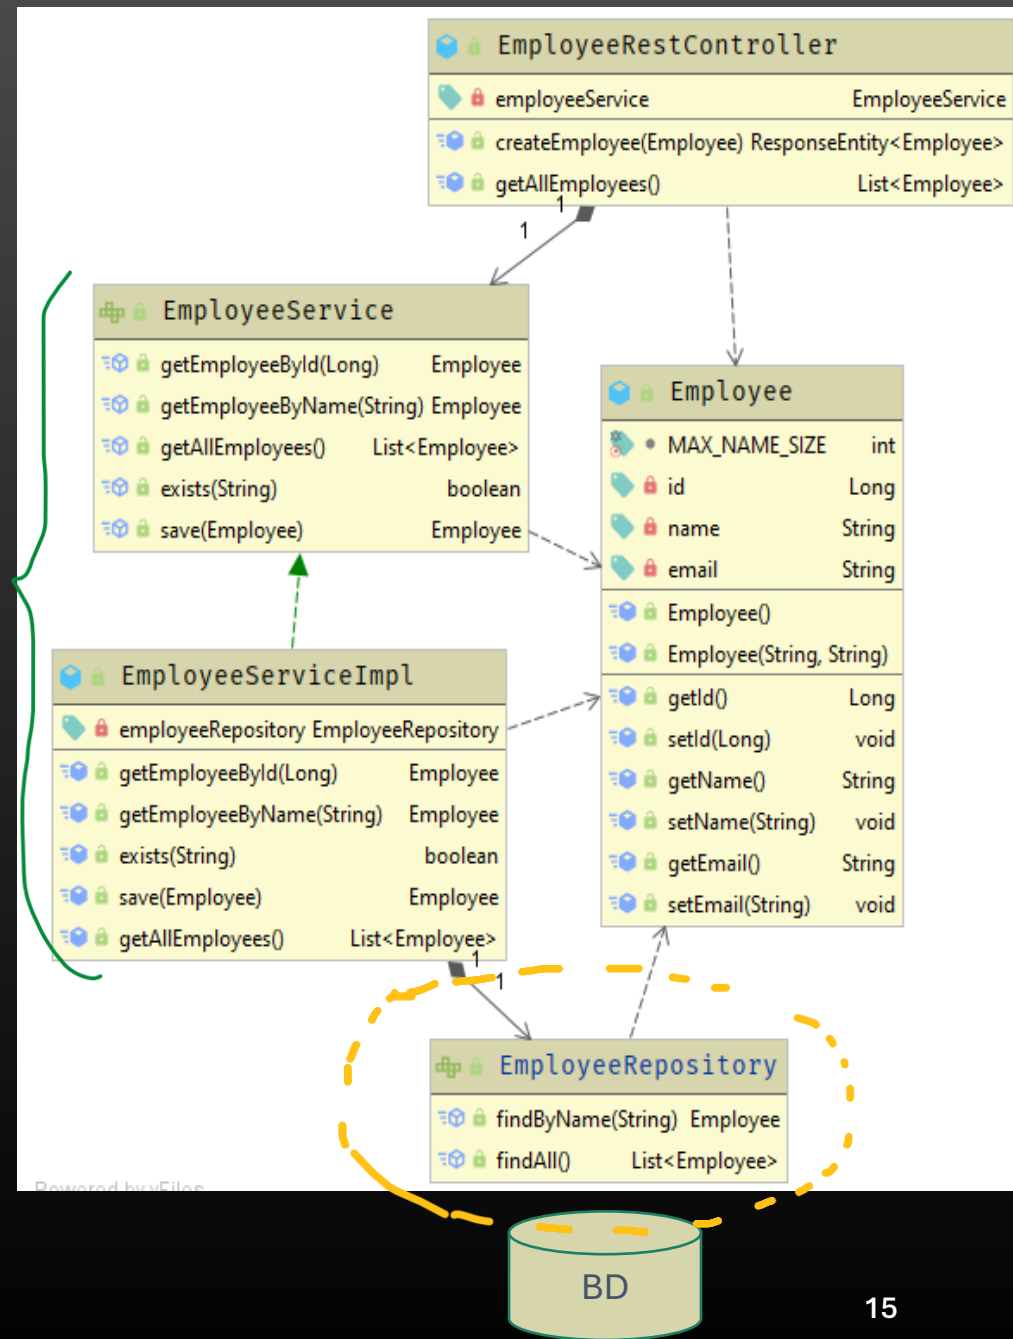 EmployeeRestController
employeeService EmployeeService
createEmployee(Employee) ResponseEntity<Employee>
getAllEmployees() List<Employee>
1
1
EmployeeService
getEmployeeById(Long) Employee
getEmployeeByName(String) Employee
getAllEmployees() List<Employee>
exists(String) boolean
save(Employee) Employee
Employee
MAX_NAME_SIZE int
id Long
name String
email String
Employee()
Employee(String, String)
getId() Long
setId(Long) void
getName() String
setName(String) void
getEmail() String
setEmail(String) void
EmployeeServiceImpl
employeeRepository EmployeeRepository
getEmployeeById(Long) Employee
getEmployeeByName(String) Employee
exists(String) boolean
save(Employee) Employee
getAllEmployees() List<Employee>
1
1
EmployeeRepository
findByName(String) Employee
findAll() List<Employee>
Powered by yFiles
BD
15